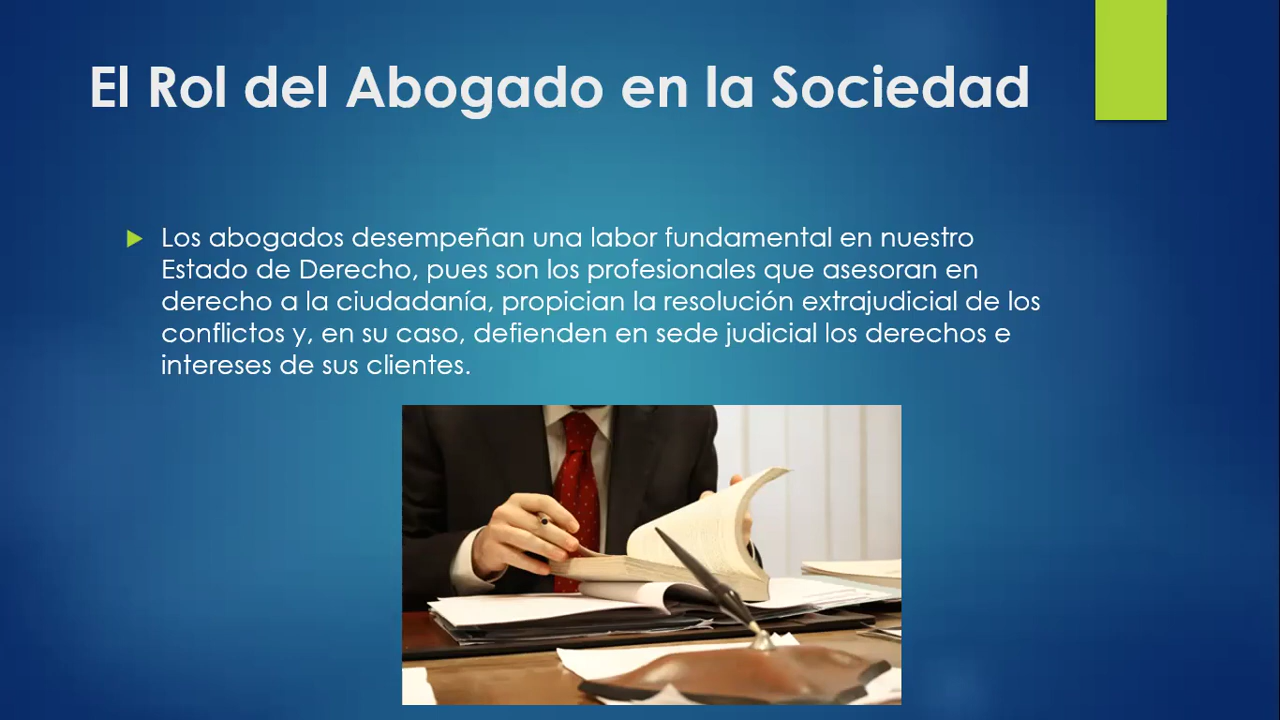 El Rol del Abogado en la Sociedad
Los abogados desempeñan una labor fundamental en nuestro
Estado de Derecho, pues son los profesionales que asesoran en
derecho a la ciudadanía, propician la resolución extrajudicial de los
conflictos y, en su caso, defienden en sede judicial los derechos e
intereses de sus clientes.